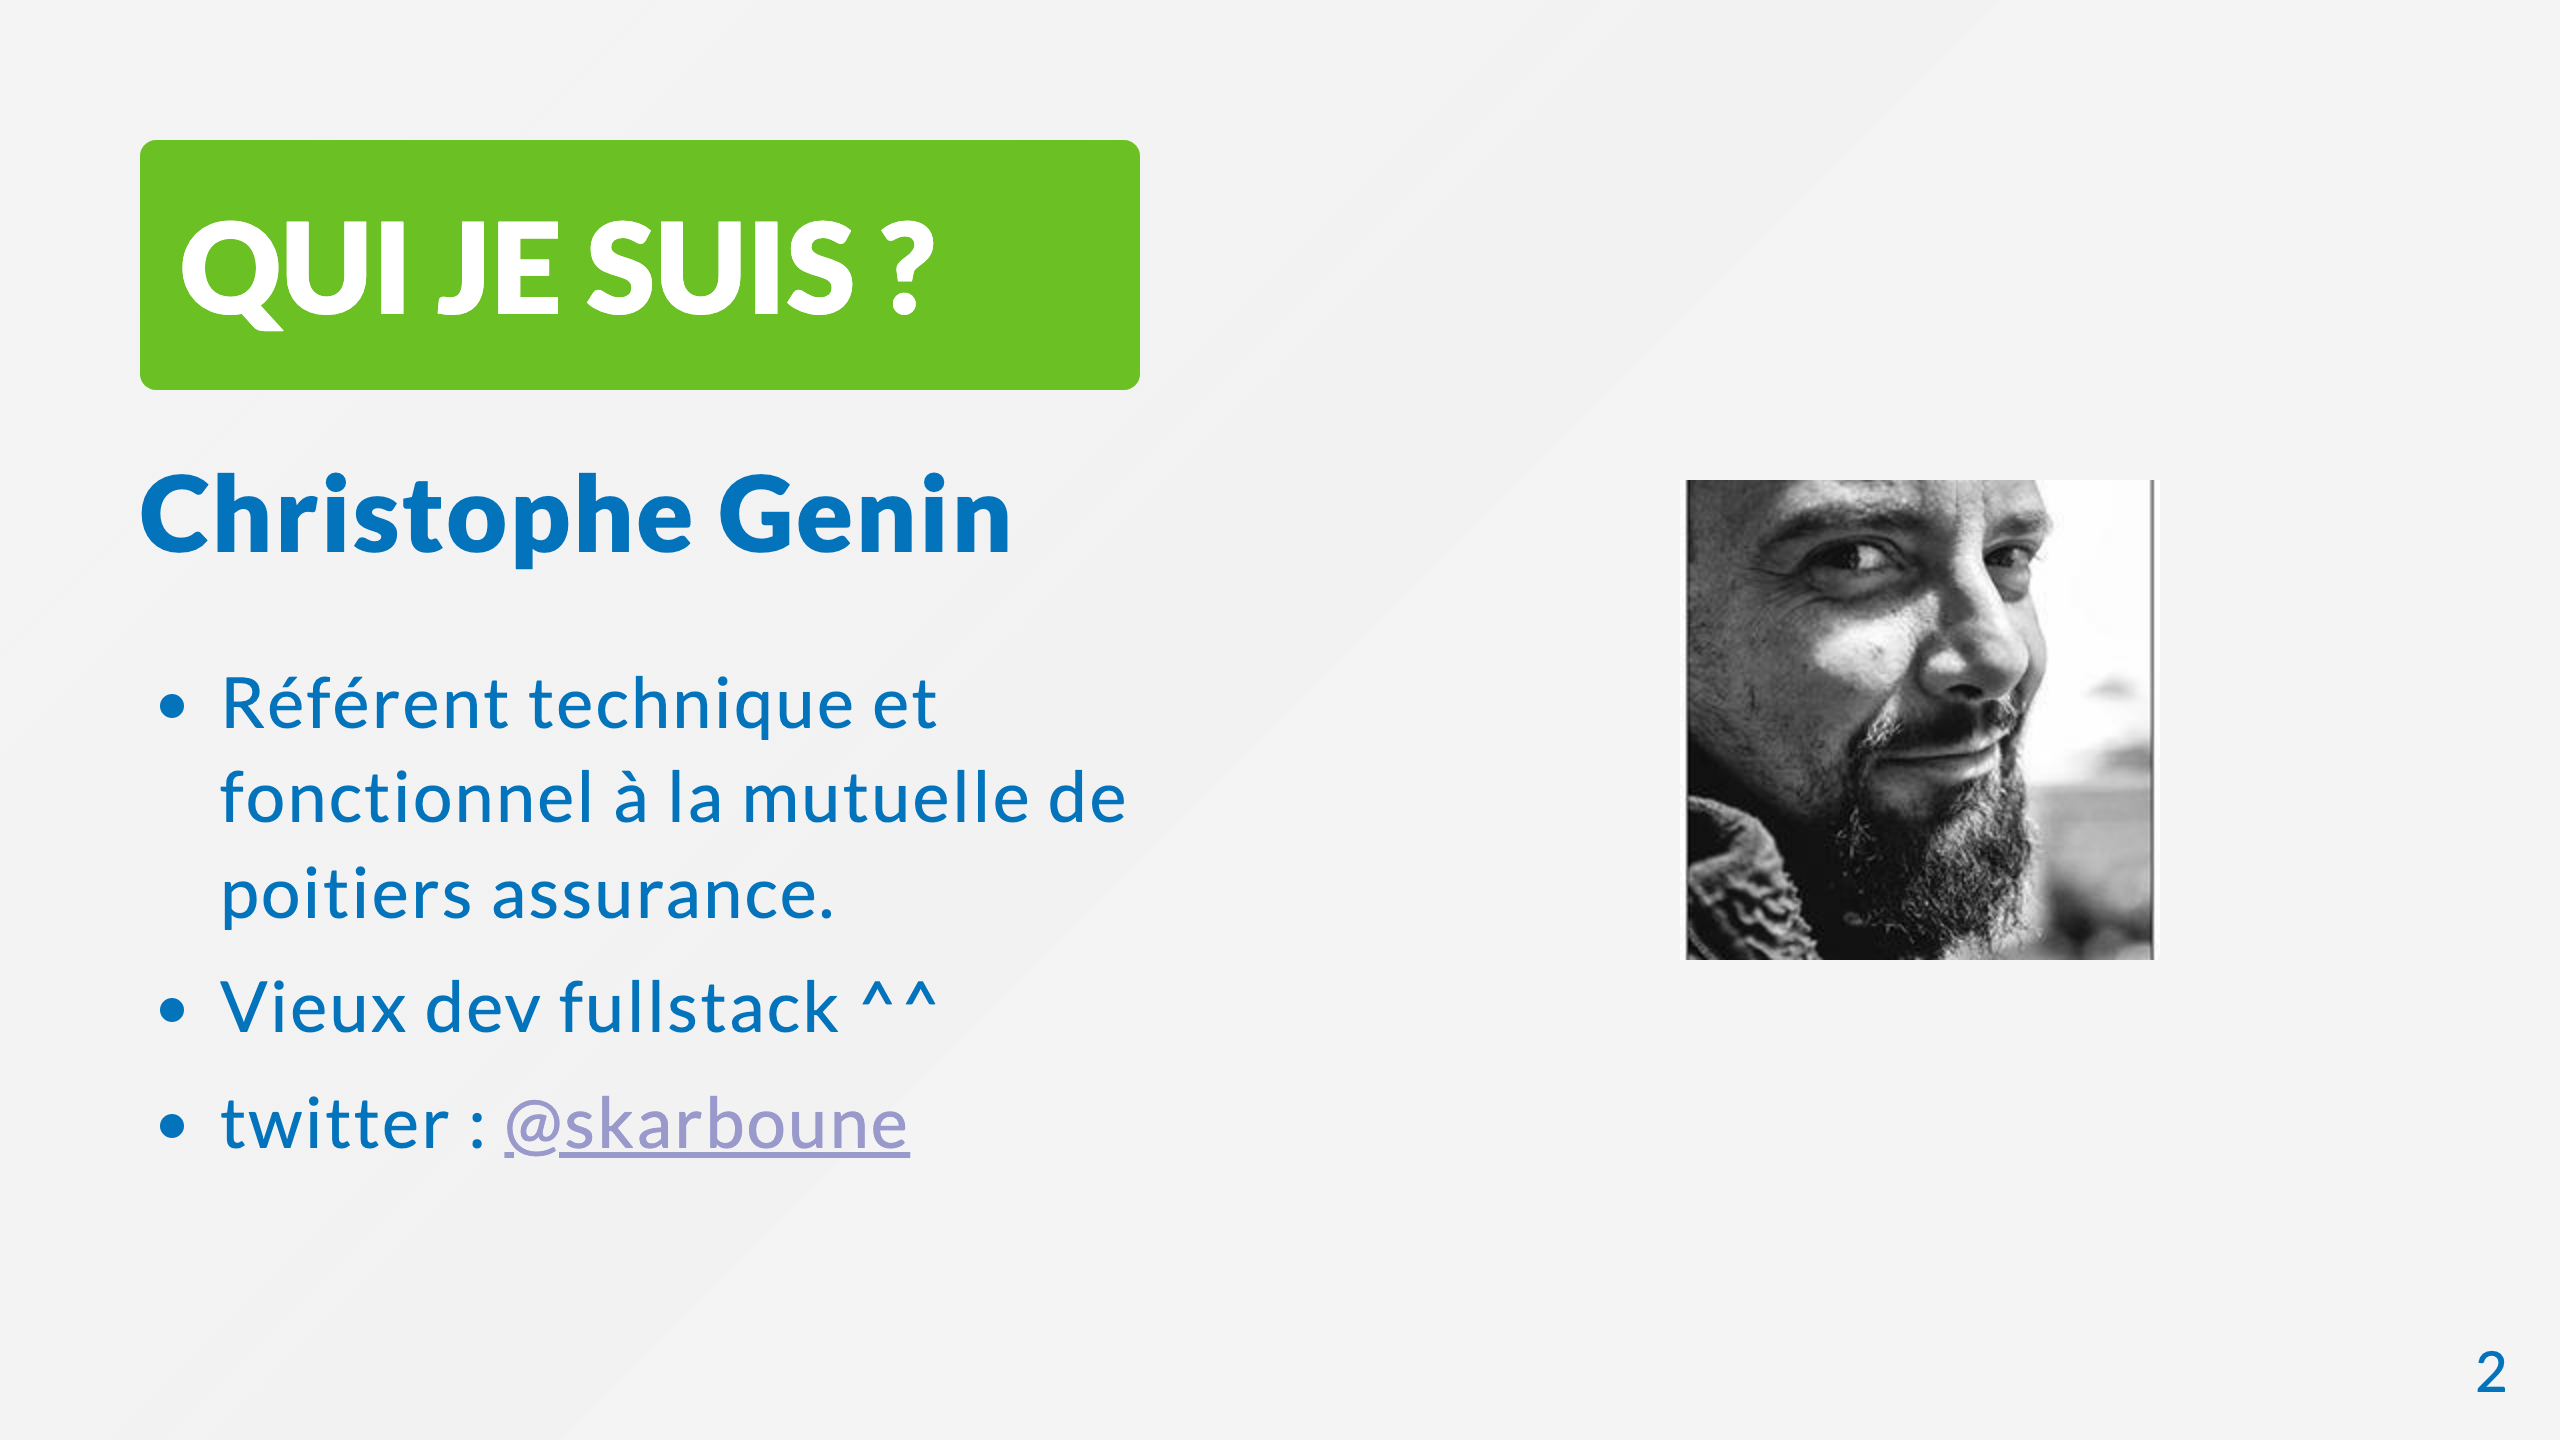 QUI JE SUIS ?
Christophe Genin
• Référent technique et
fonctionnel à la mutuelle de
poitiers assurance.
• Vieux dev fullstack ^^
• twitter : @skarboune
2